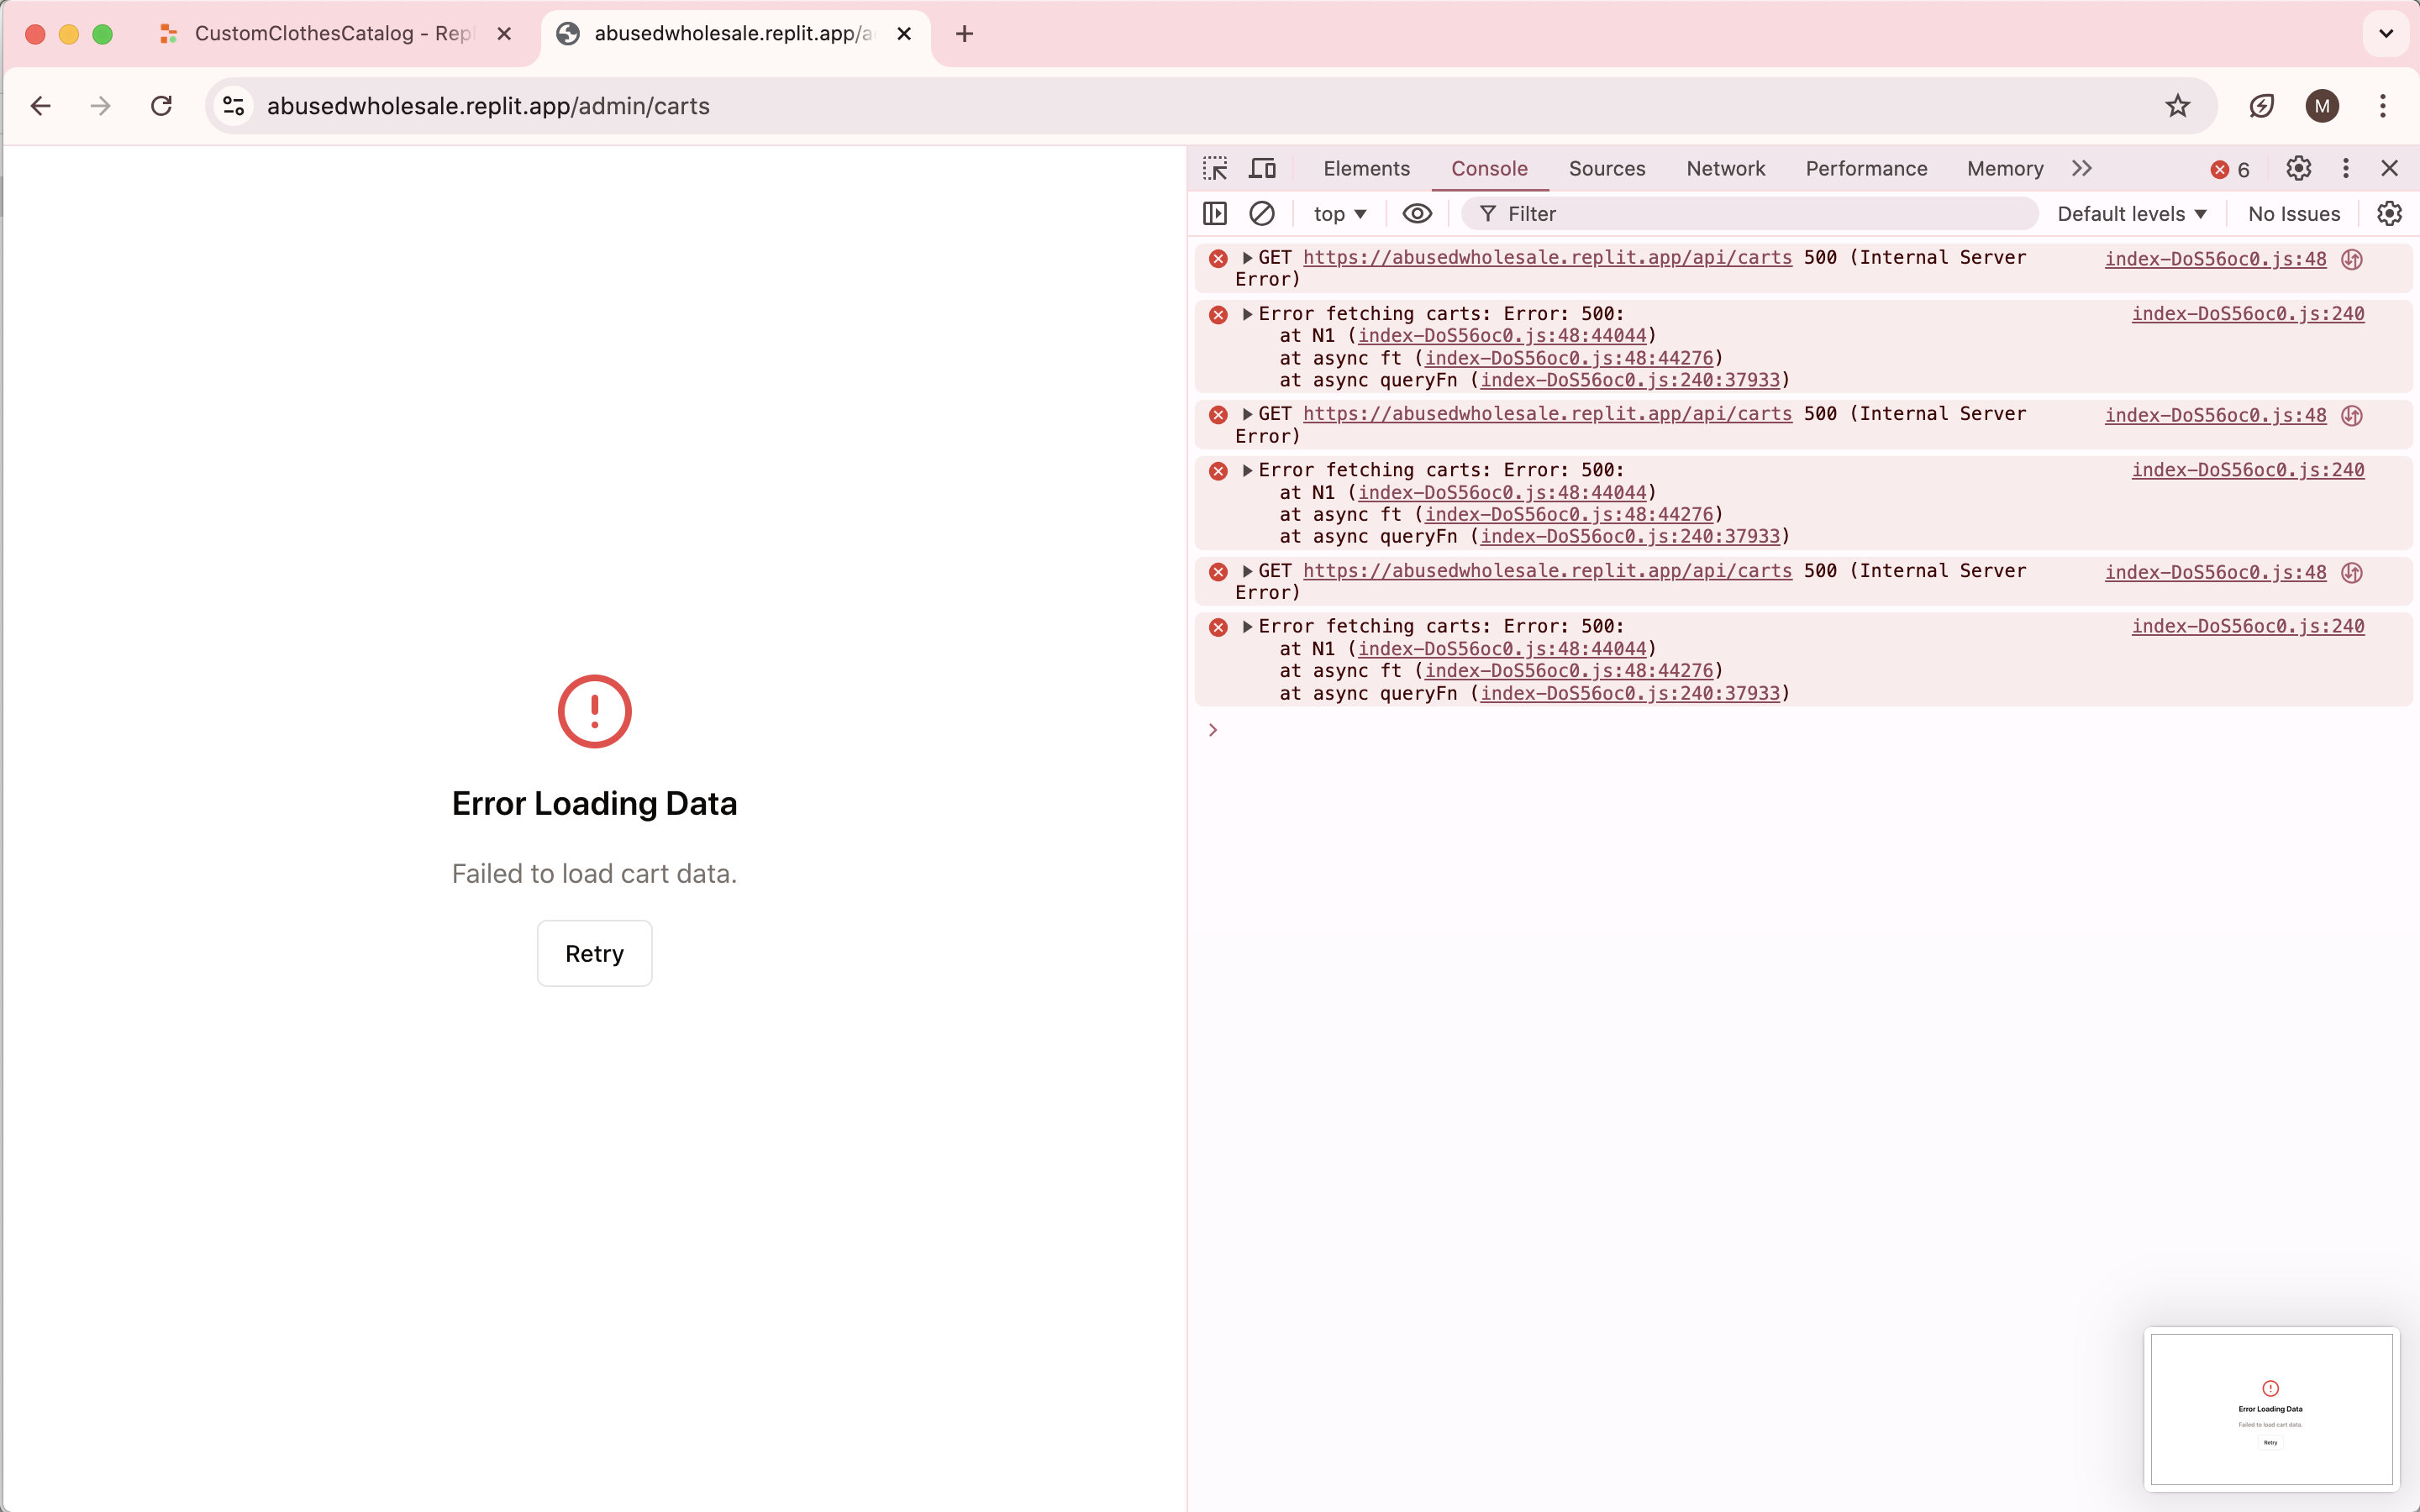 CustomClothesCatalog - Rep
abusedwholesale.replit.app/a
abusedwholesale.replit.app/admin/carts
M
Elements Console Sources Network Performance Memory 6
top Filter Default levels No Issues
GET https://abusedwholesale.replit.app/api/carts 500 (Internal Server index-DoS56oc0.js:48
Error)
Error fetching carts: Error: 500: index-DoS56oc0.js:240
at N1 (index-DoS56oc0.js:48:44044)
at async ft (index-DoS56oc0.js:48:44276)
at async queryFn (index-DoS56oc0.js:240:37933)
GET https://abusedwholesale.replit.app/api/carts 500 (Internal Server index-DoS56oc0.js:48
Error)
Error fetching carts: Error: 500: index-DoS56oc0.js:240
at N1 (index-DoS56oc0.js:48:44044)
at async ft (index-DoS56oc0.js:48:44276)
at async queryFn (index-DoS56oc0.js:240:37933)
GET https://abusedwholesale.replit.app/api/carts 500 (Internal Server index-DoS56oc0.js:48
Error)
Error fetching carts: Error: 500: index-DoS56oc0.js:240
at N1 (index-DoS56oc0.js:48:44044)
at async ft (index-DoS56oc0.js:48:44276)
at async queryFn (index-DoS56oc0.js:240:37933)
Error Loading Data
Failed to load cart data.
Retry
Error Loading Data
Failed to load cart data.
Retry